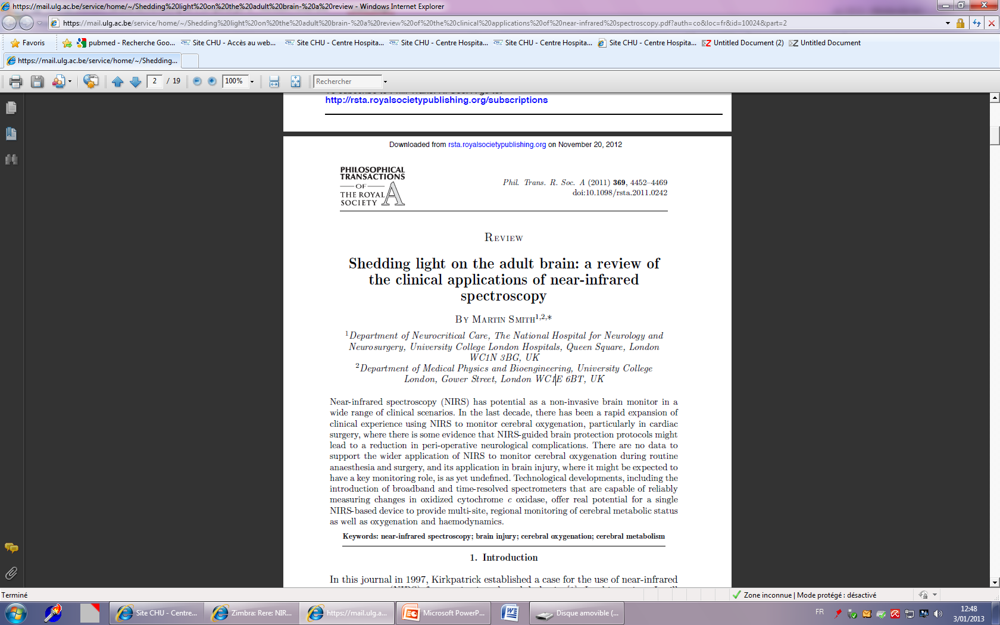 https://mail.ulg.ac.be/service/home/~/Shedding%20light%20on%20the%20adult%20brain-%20a%20review - Windows Internet Explorer
https://mail.ulg.ac.be/service/home/~/Shedding%20light%20on%20the%20adult%20brain-%20a%20review%20of%20the%20clinical%20applications%20of%20near-infrared%20spectroscopy.pdf?auth=co&loc=fr&id=10024&part=2
Favoris
pubmed - Recherche Goo...
Site CHU - Accès au web...
Site CHU - Centre Hospita...
Site CHU - Centre Hospita...
Site CHU - Centre Hospita...
Site CHU - Centre Hospita...
Untitled Document (2)
Untitled Document
https://mail.ulg.ac.be/service/home/~/Shedding...
2 / 19
100%
Rechercher
http://rsta.royalsocietypublishing.org/subscriptions
Downloaded from rsta.royalsocietypublishing.org on November 20, 2012
PHILOSOPHICAL
TRANSACTIONS
OF
THE ROYAL
SOCIETY A
Phil. Trans. R. Soc. A (2011) 369, 4452–4469
doi:10.1098/rsta.2011.0242
Review
Shedding light on the adult brain: a review of
the clinical applications of near-infrared
spectroscopy
By Martin Smith1,2,*
1Department of Neurocritical Care, The National Hospital for Neurology and
Neurosurgery, University College London Hospitals, Queen Square, London
WC1N 3BG, UK
2Department of Medical Physics and Bioengineering, University College
London, Gower Street, London WC1E 6BT, UK
Near-infrared spectroscopy (NIRS) has potential as a non-invasive brain monitor in a
wide range of clinical scenarios. In the last decade, there has been a rapid expansion of
clinical experience using NIRS to monitor cerebral oxygenation, particularly in cardiac
surgery, where there is some evidence that NIRS-guided brain protection protocols might
lead to a reduction in peri-operative neurological complications. There are no data to
support the wider application of NIRS to monitor cerebral oxygenation during routine
anaesthesia and surgery, and its application in brain injury, where it might be expected to
have a key monitoring role, is as yet undefined. Technological developments, including the
introduction of broadband and time-resolved spectrometers that are capable of reliably
measuring changes in oxidized cytochrome c oxidase, offer real potential for a single
NIRS-based device to provide multi-site, regional monitoring of cerebral metabolic status
as well as oxygenation and haemodynamics.
Keywords: near-infrared spectroscopy; brain injury; cerebral oxygenation; cerebral metabolism
1. Introduction
In this journal in 1997, Kirkpatrick established a case for the use of near-infrared
Terminé
Zone inconnue | Mode protégé : désactivé
Site CHU - Centre...
Zimbra: Rere: NIR...
https://mail.ulg.a...
Microsoft PowerP...
Disque amovible (...
FR
12:48
3/01/2013